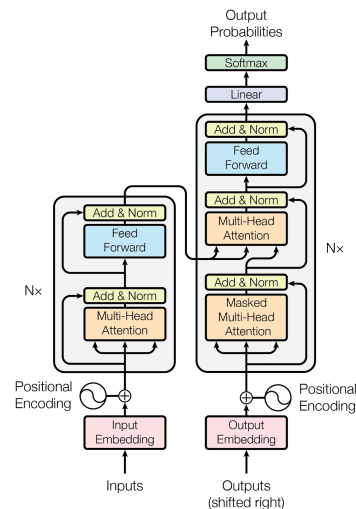 Output
Probabilities
Softmax
Linear
Add & Norm
Feed
Forward
Add & Norm
Multi-Head
Attention
Add & Norm
Masked
Multi-Head
Attention
N×
Add & Norm
Feed
Forward
N×
Add & Norm
Multi-Head
Attention
Positional
Encoding
Positional
Encoding
Input
Embedding
Output
Embedding
Inputs
Outputs
(shifted right)